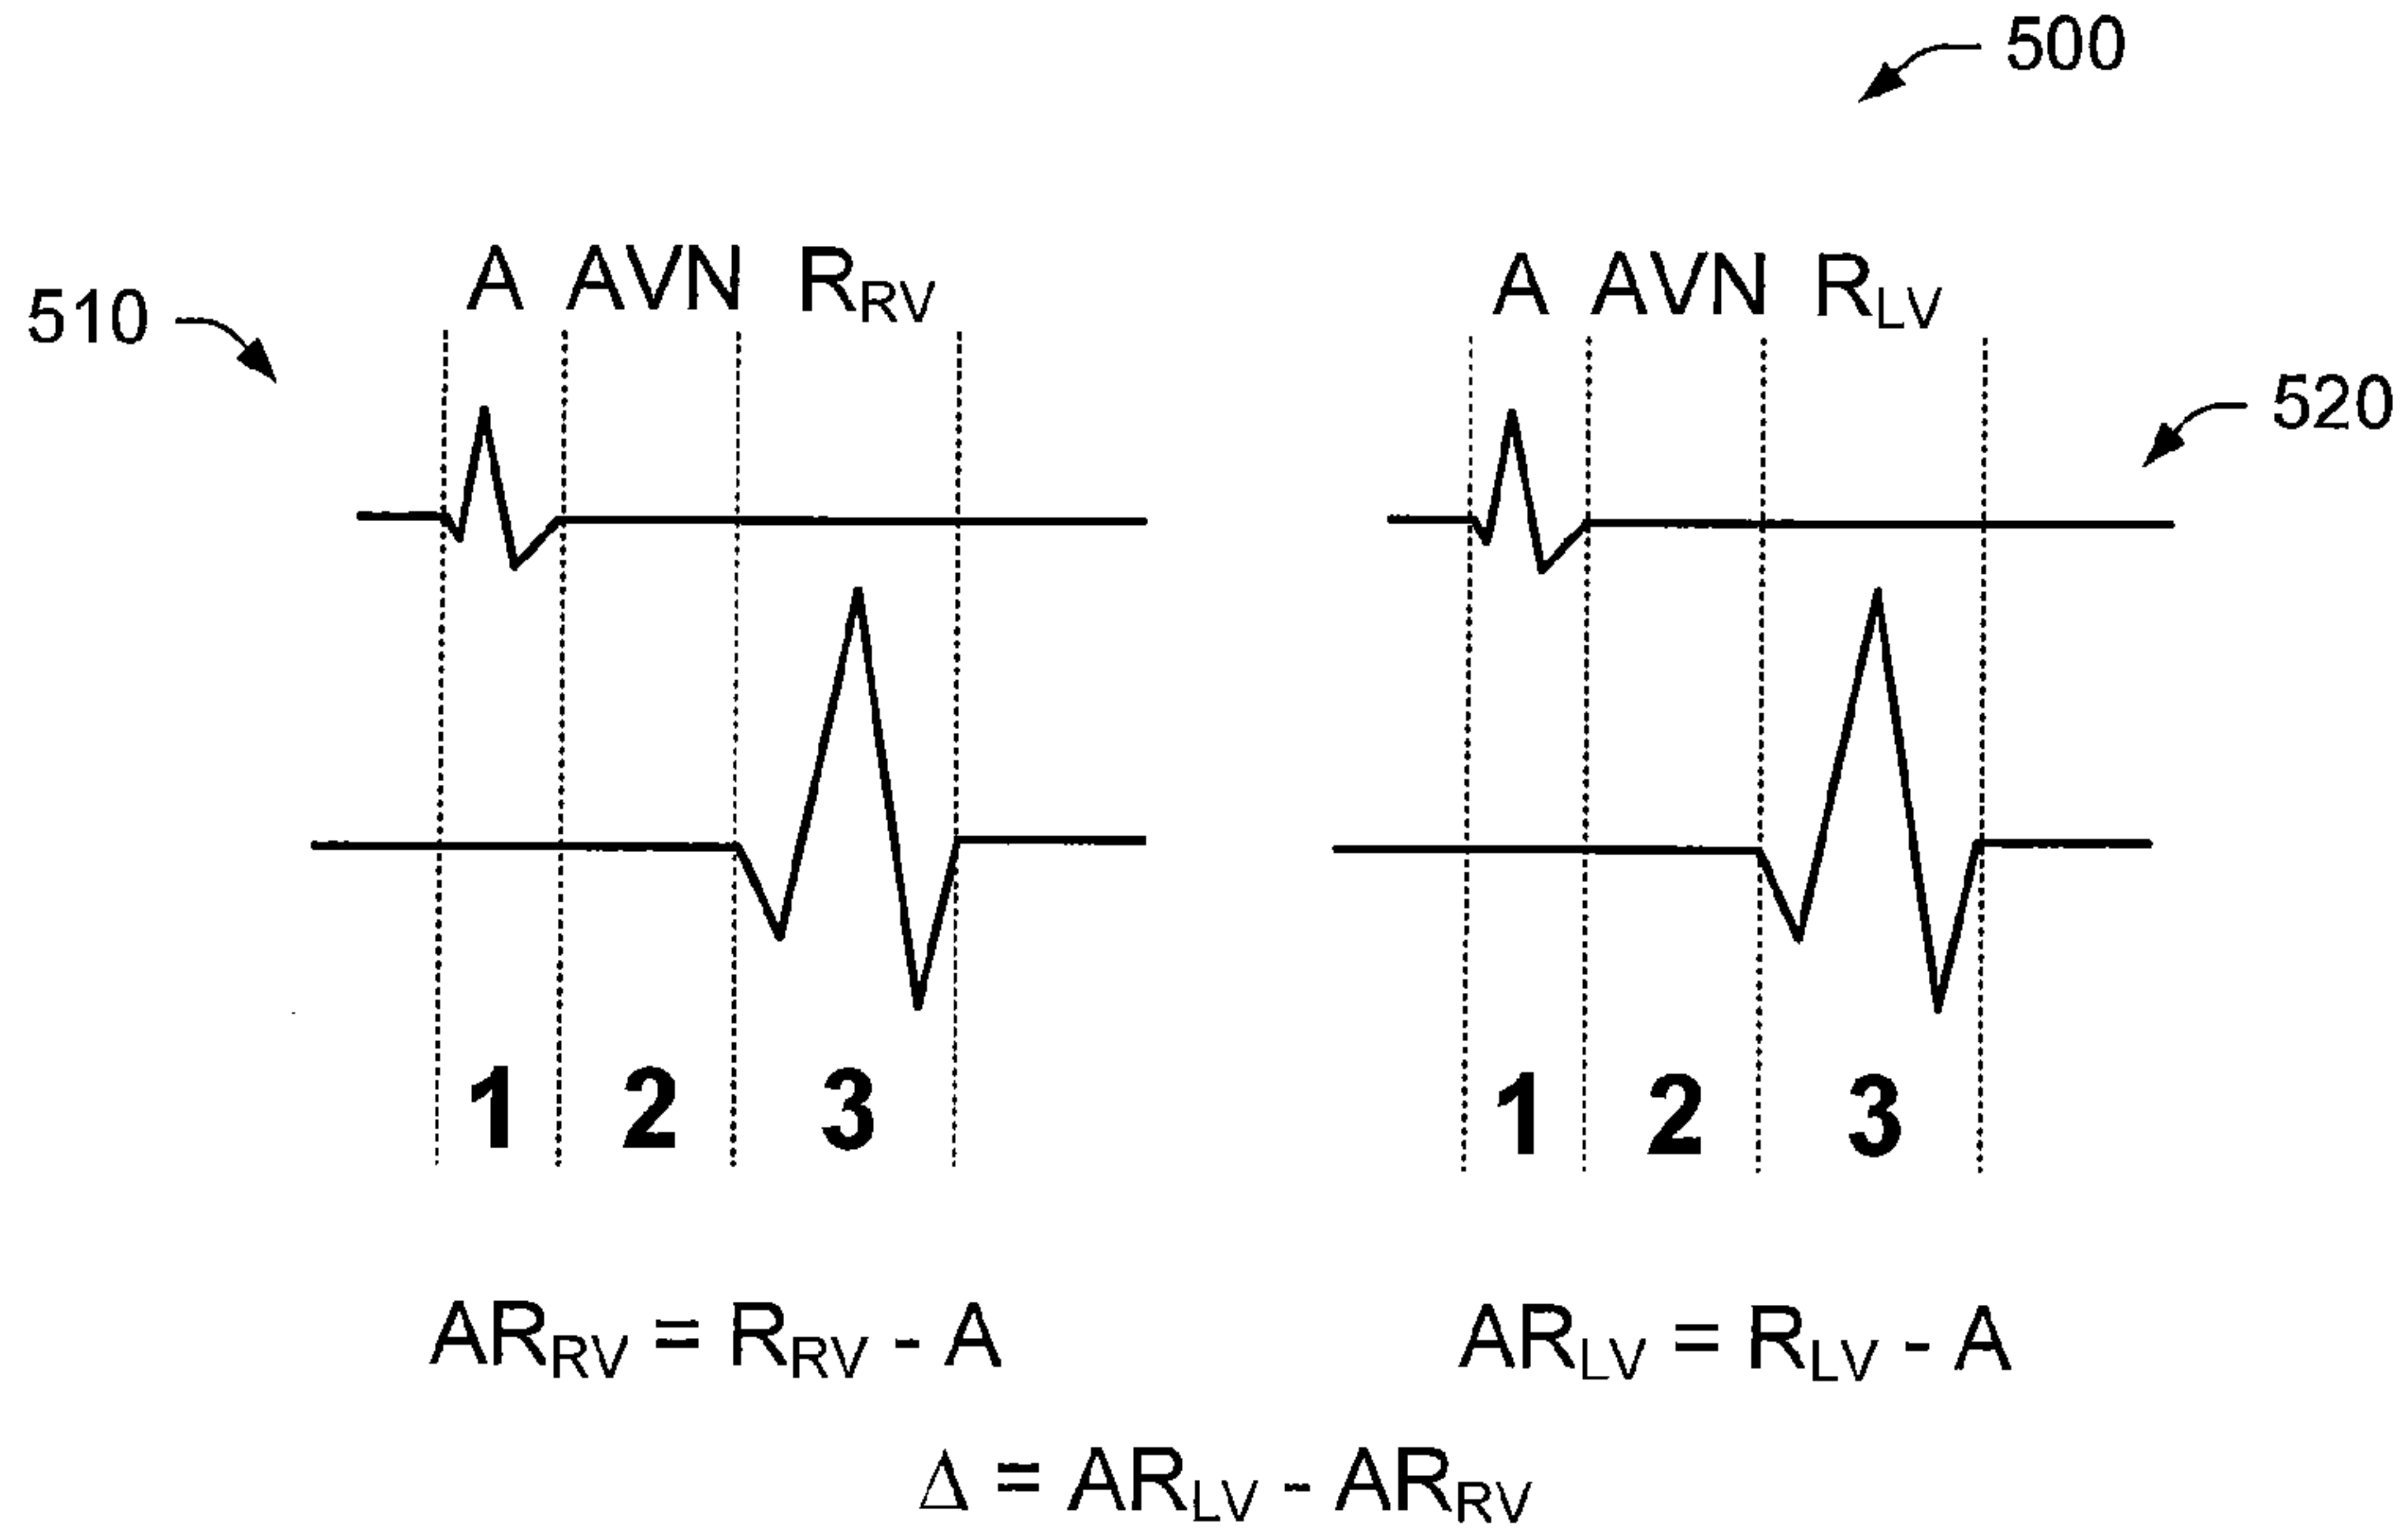 500
A AVN R_RV
A AVN R_LV
510
520
1 2 3
1 2 3
AR_RV = R_RV - A
AR_LV = R_LV - A
Δ = AR_LV - AR_RV